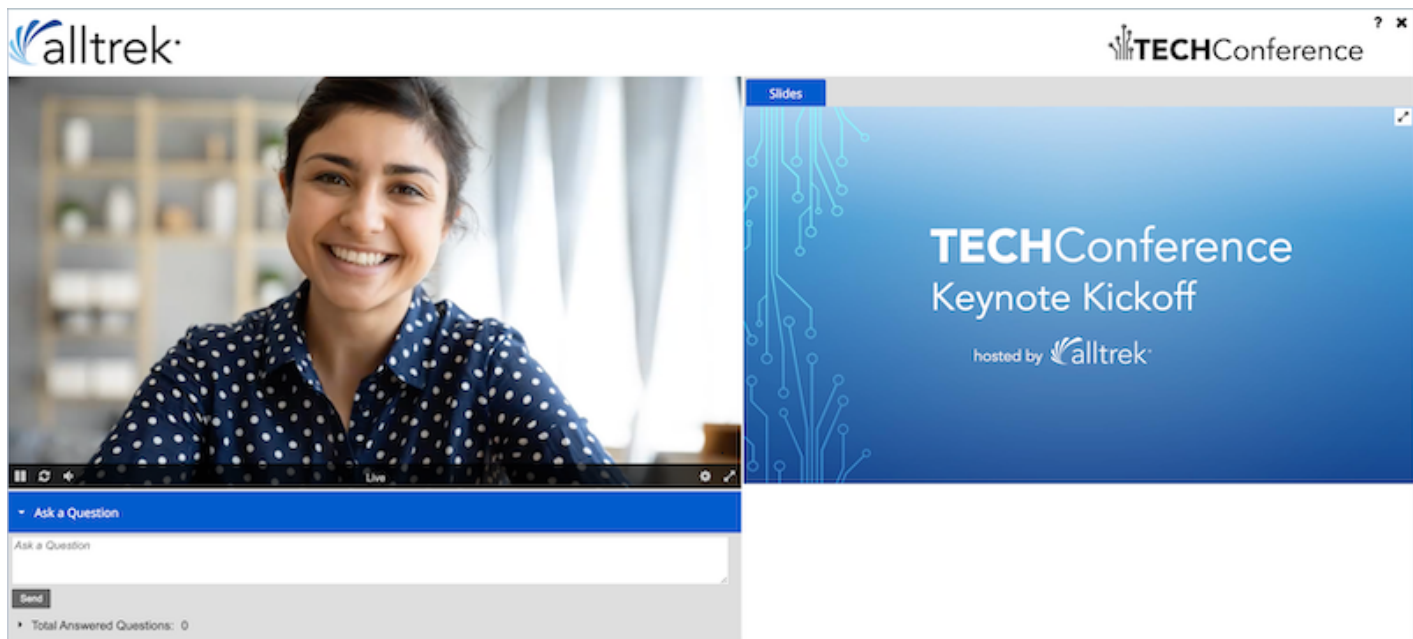 alltrek
TECHConference
?
Slides
TECHConference
Keynote Kickoff
hosted by alltrek
Live
Ask a Question
Ask a Question
Send
Total Answered Questions: 0